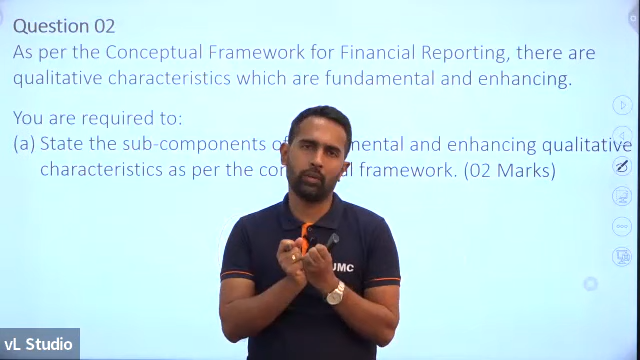 Question 02
As per the Conceptual Framework for Financial Reporting, there are
qualitative characteristics which are fundamental and enhancing.
You are required to:
(a) State the sub-components mental and enhancing qualitative
characteristics as per the framework. (02 Marks)
JMC
vL Studio